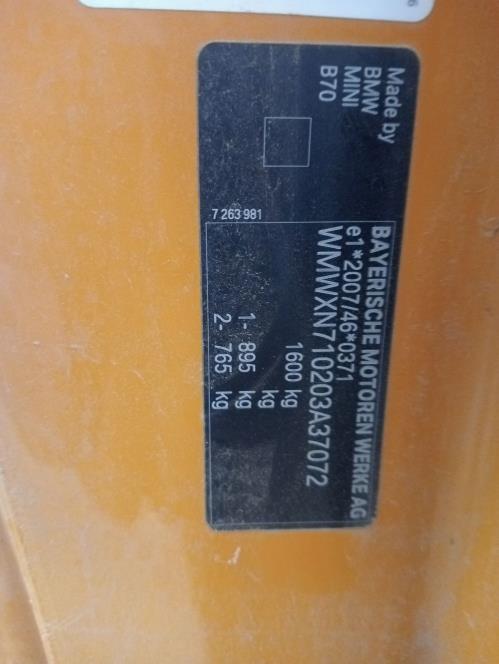 Made by
BMW
MINI
B70
7 263 981
BAYERISCHE MOTOREN WERKE AG
e1*2007/46*0371
WMWXN710203A37072
1600 kg
kg
1- 895 kg
2- 765 kg